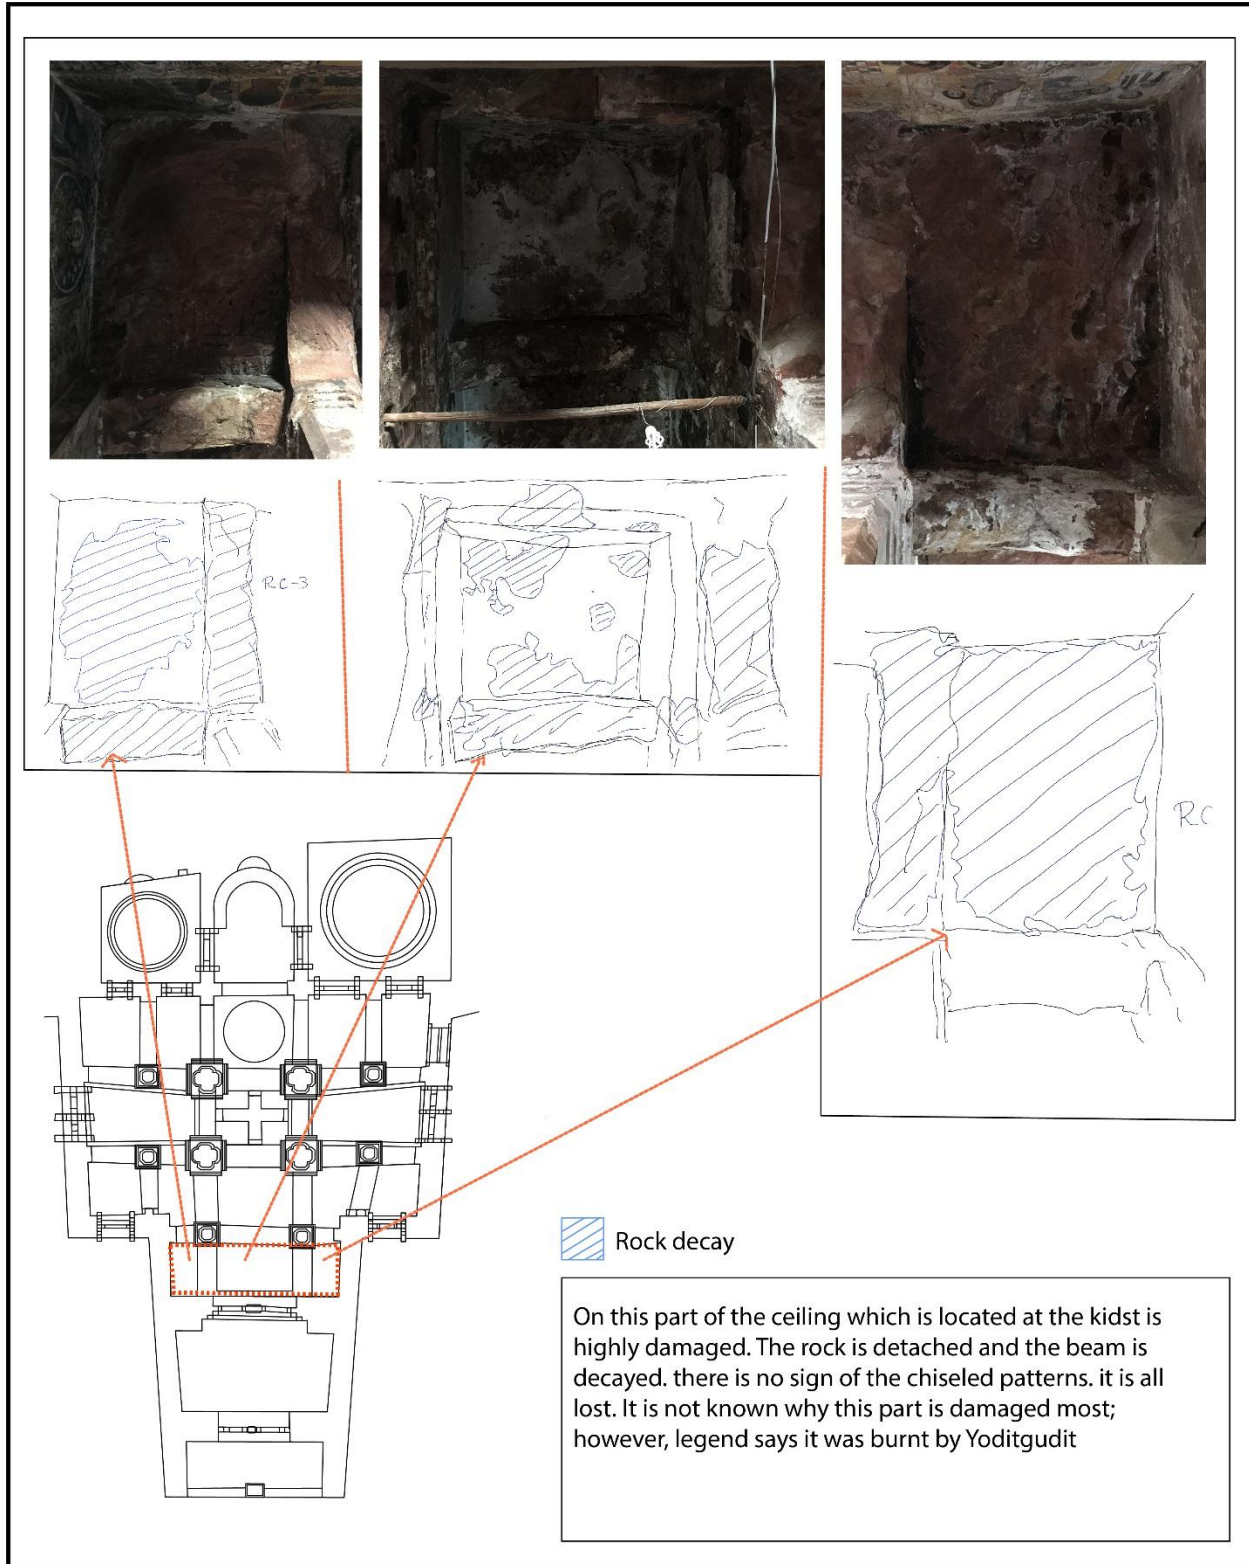 RC-3
RC
Rock decay
On this part of the ceiling which is located at the kidst is
highly damaged. The rock is detached and the beam is
decayed. there is no sign of the chiseled patterns. it is all
lost. It is not known why this part is damaged most;
however, legend says it was burnt by Yoditgudit